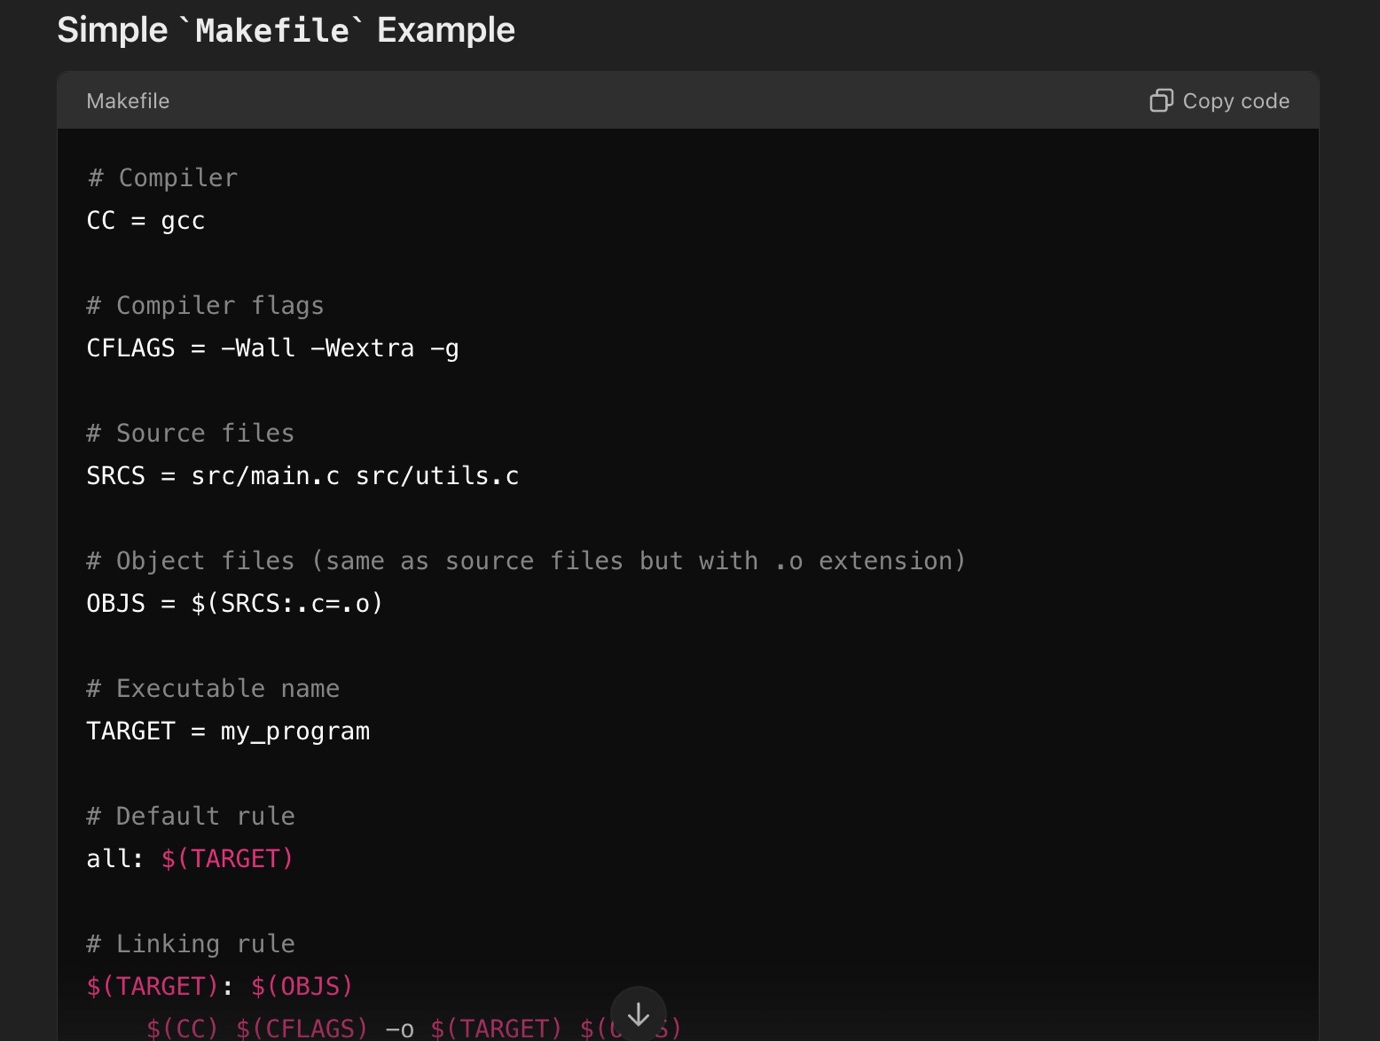 Simple `Makefile` Example
Makefile
Copy code
# Compiler
CC = gcc
# Compiler flags
CFLAGS = -Wall -Wextra -g
# Source files
SRCS = src/main.c src/utils.c
# Object files (same as source files but with .o extension)
OBJS = $(SRCS:.c=.o)
# Executable name
TARGET = my_program
# Default rule
all: $(TARGET)
# Linking rule
$(TARGET): $(OBJS)
$(CC) $(CFLAGS) -o $(TARGET)